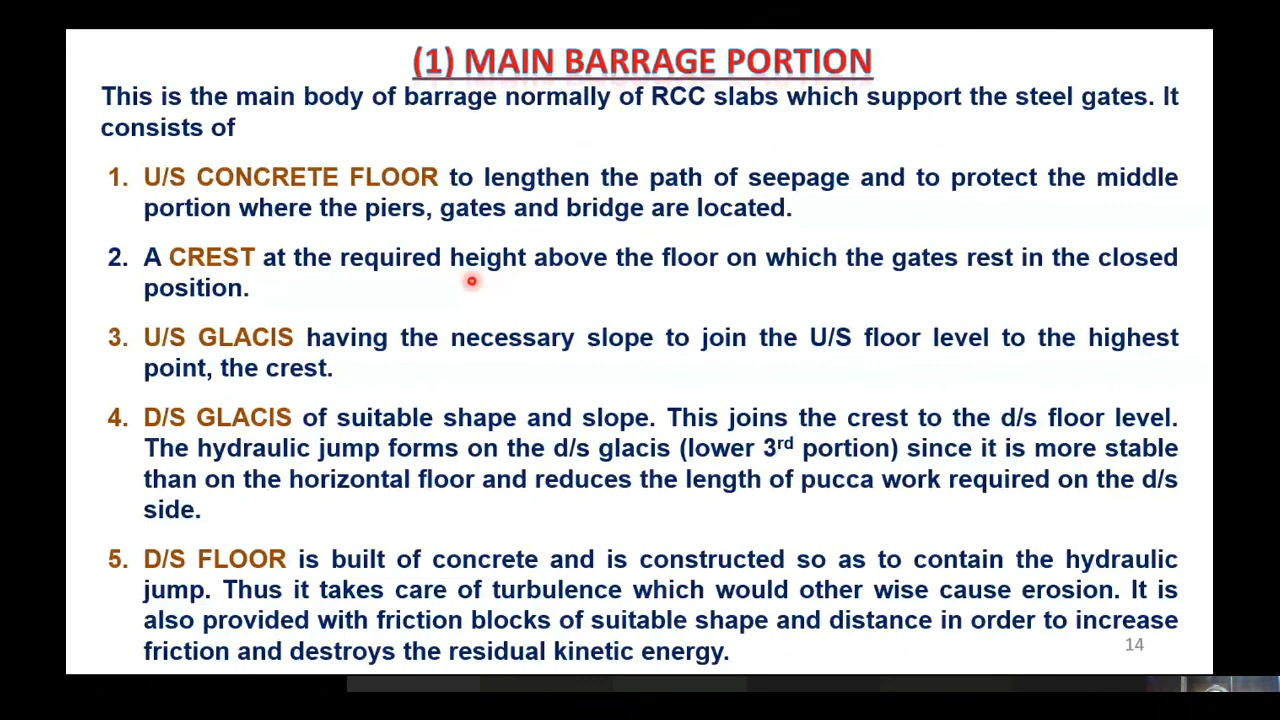 (1) MAIN BARRAGE PORTION
This is the main body of barrage normally of RCC slabs which support the steel gates. It
consists of
1. U/S CONCRETE FLOOR to lengthen the path of seepage and to protect the middle
portion where the piers, gates and bridge are located.
2. A CREST at the required height above the floor on which the gates rest in the closed
position.
3. U/S GLACIS having the necessary slope to join the U/S floor level to the highest
point, the crest.
4. D/S GLACIS of suitable shape and slope. This joins the crest to the d/s floor level.
The hydraulic jump forms on the d/s glacis (lower 3rd portion) since it is more stable
than on the horizontal floor and reduces the length of pucca work required on the d/s
side.
5. D/S FLOOR is built of concrete and is constructed so as to contain the hydraulic
jump. Thus it takes care of turbulence which would other wise cause erosion. It is
also provided with friction blocks of suitable shape and distance in order to increase
friction and destroys the residual kinetic energy.
14